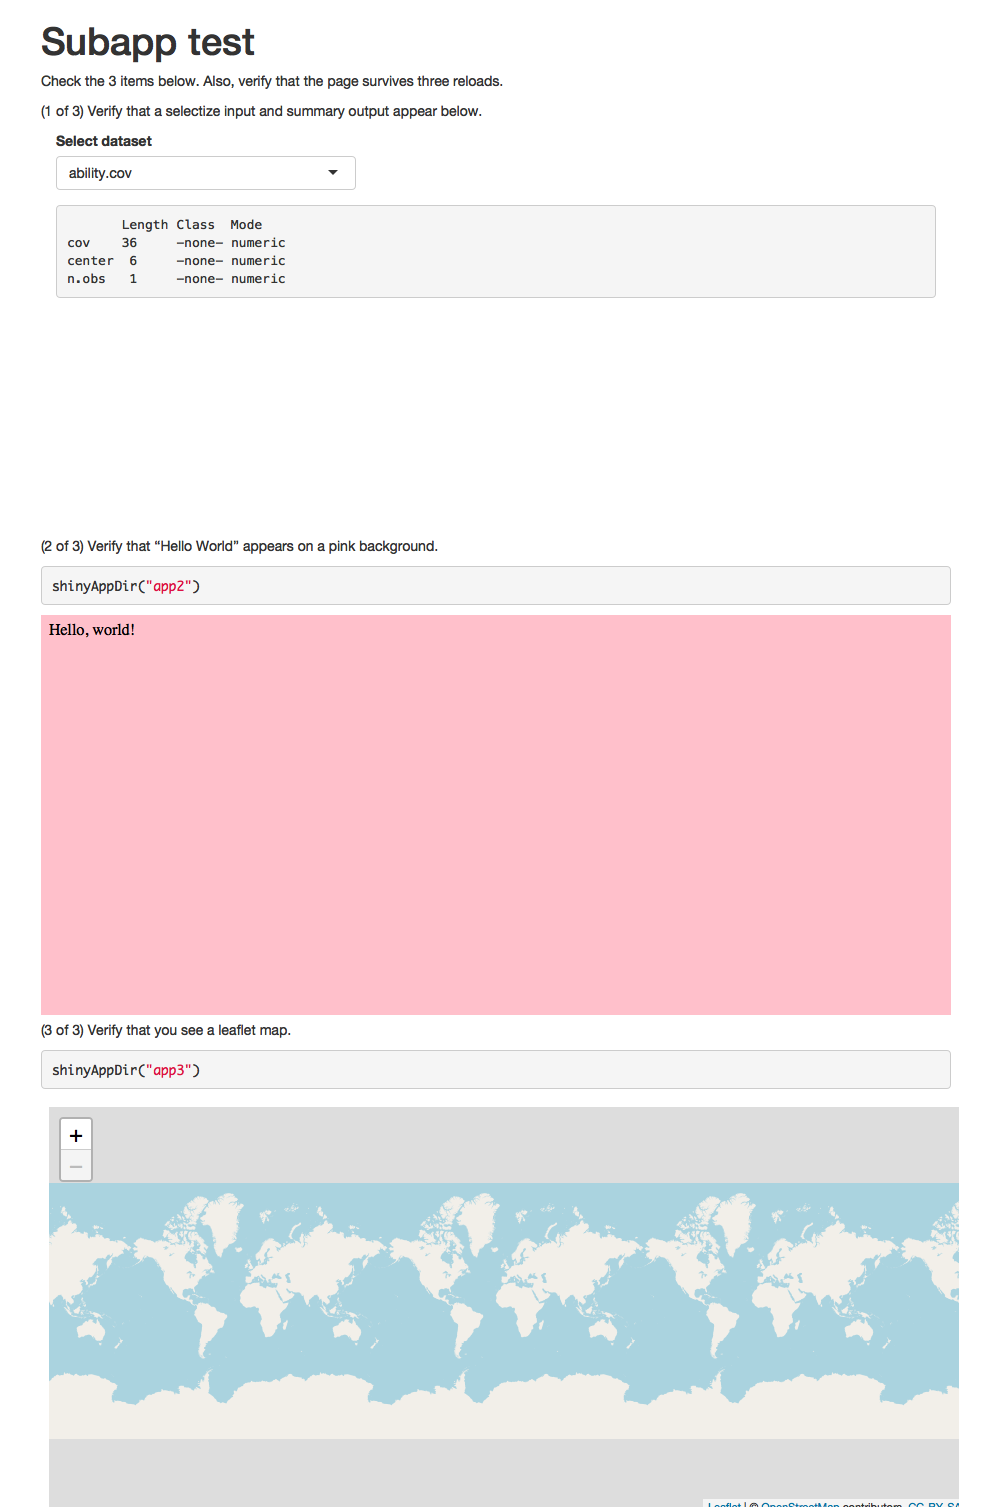 Subapp test
Check the 3 items below. Also, verify that the page survives three reloads.
(1 of 3) Verify that a selectize input and summary output appear below.
Select dataset
ability.cov
Length Class  Mode
cov    36     -none- numeric
center  6     -none- numeric
n.obs   1     -none- numeric
(2 of 3) Verify that “Hello World” appears on a pink background.
shinyAppDir("app2")
Hello, world!
(3 of 3) Verify that you see a leaflet map.
shinyAppDir("app3")
+
−
Leaflet | © OpenStreetMap contributors, CC-BY-SA